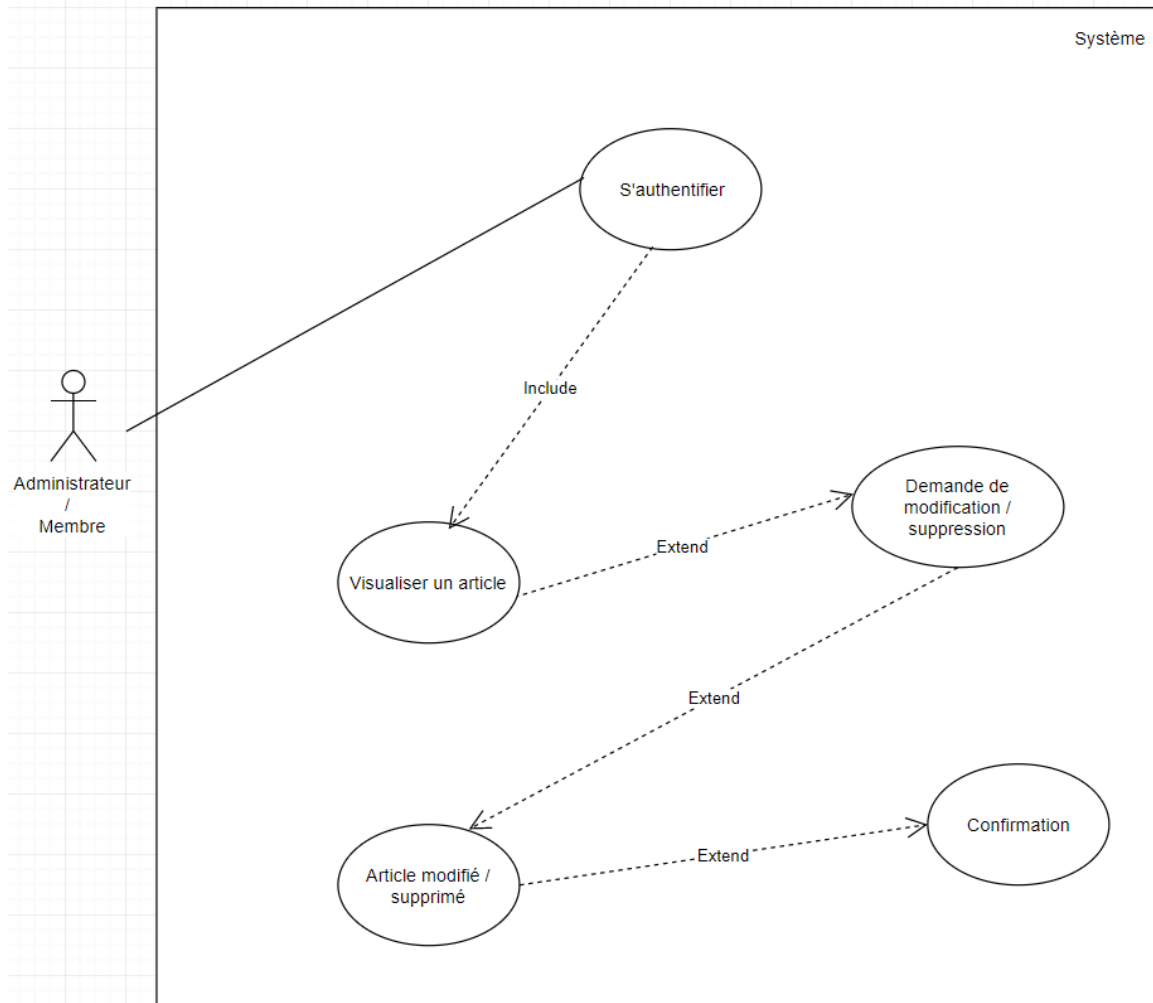 Système
S'authentifier
Include
Administrateur
/
Membre
Demande de
modification /
suppression
Extend
Visualiser un article
Extend
Confirmation
Extend
Article modifié /
supprimé